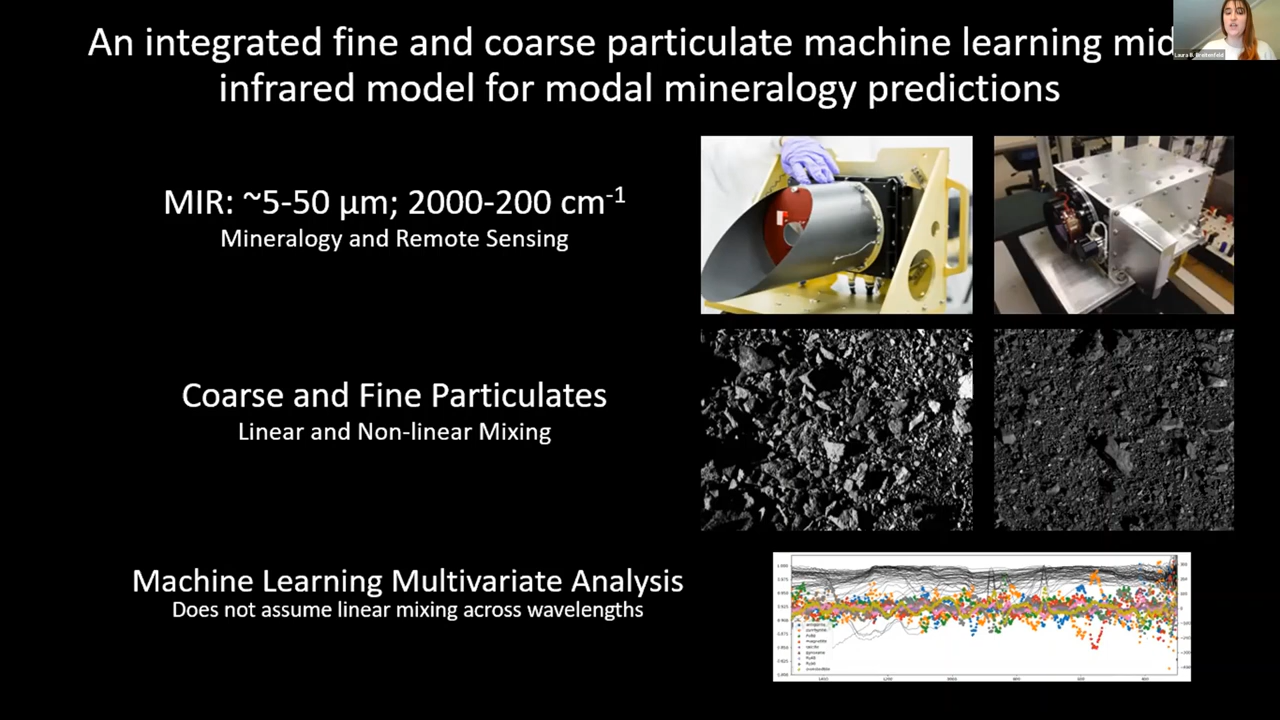 An integrated fine and coarse particulate machine learning mid
infrared model for modal mineralogy predictions
Laura B. Breitenfeld
MIR: ~5-50 µm; 2000-200 cm⁻¹
Mineralogy and Remote Sensing
Coarse and Fine Particulates
Linear and Non-linear Mixing
Machine Learning Multivariate Analysis
Does not assume linear mixing across wavelengths